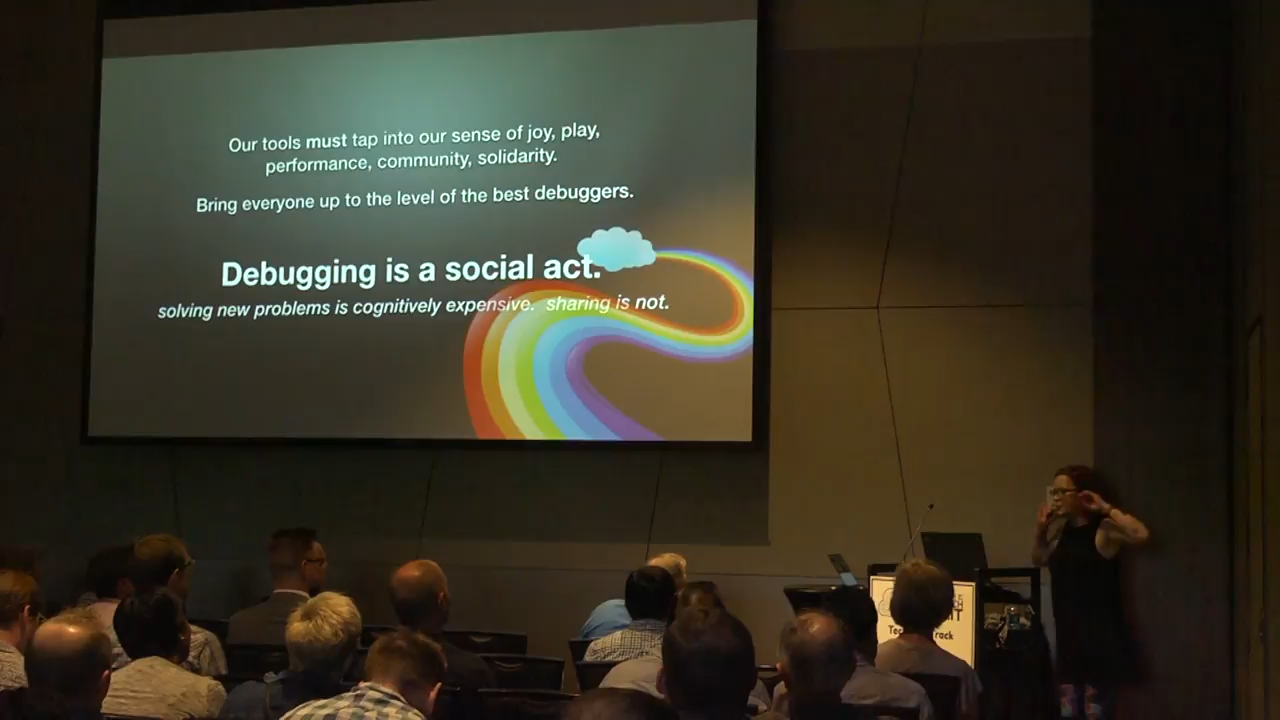 Our tools must tap into our sense of joy, play,
performance, community, solidarity.
Bring everyone up to the level of the best debuggers.
Debugging is a social act.
solving new problems is cognitively expensive. sharing is not.
Track